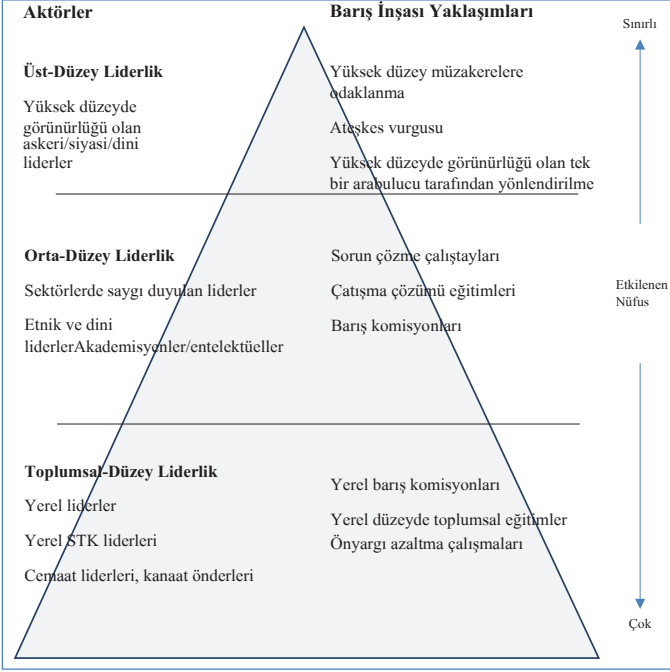 Aktörler
Barış İnşası Yaklaşımları
Sınırlı
Üst-Düzey Liderlik
Yüksek düzeyde
görünürlüğü olan
askeri/siyasi/dini
liderler
Yüksek düzey müzakerelere
odaklanma
Ateşkes vurgusu
Yüksek düzeyde görünürlüğü olan tek
bir arabulucu tarafından yönlendirilme
Orta-Düzey Liderlik
Sektörlerde saygı duyulan liderler
Etnik ve dini
liderlerAkademisyenler/entelektüeller
Sorun çözme çalıştayları
Çatışma çözümü eğitimleri
Barış komisyonları
Etkilenen
Nüfus
Toplumsal-Düzey Liderlik
Yerel liderler
Yerel STK liderleri
Cemaat liderleri, kanaat önderleri
Yerel barış komisyonları
Yerel düzeyde toplumsal eğitimler
Önyargı azaltma çalışmaları
Çok